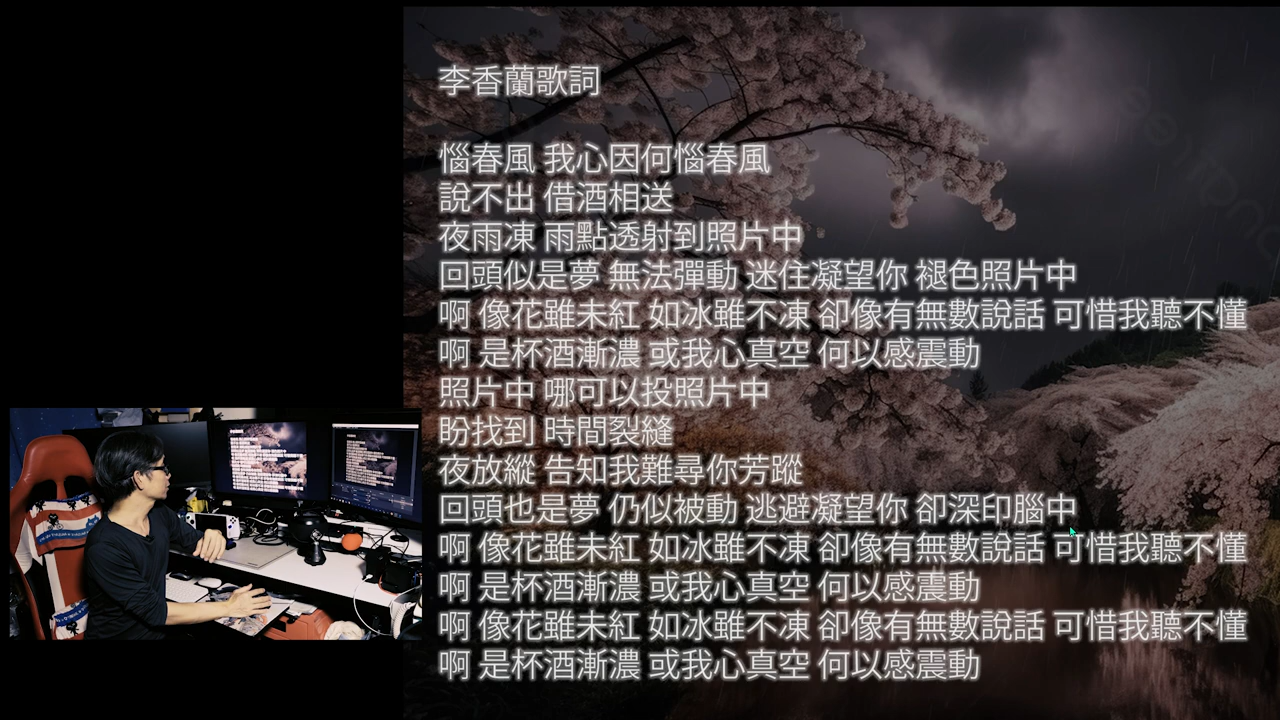 李香蘭歌詞
惱春風 我心因何惱春風
說不出 借酒相送
夜雨凍 雨點透射到照片中
回頭似是夢 無法彈動 迷住凝望你 褪色照片中
啊 像花雖未紅 如冰雖不凍 卻像有無數說話 可惜我聽不懂
啊 是杯酒漸濃 或我心真空 何以感震動
照片中 哪可以投照片中
盼找到 時間裂縫
夜放縱 告知我難尋你芳蹤
回頭也是夢 仍似被動 逃避凝望你 卻深印腦中
啊 像花雖未紅 如冰雖不凍 卻像有無數說話 可惜我聽不懂
啊 是杯酒漸濃 或我心真空 何以感震動
啊 像花雖未紅 如冰雖不凍 卻像有無數說話 可惜我聽不懂
啊 是杯酒漸濃 或我心真空 何以感震動